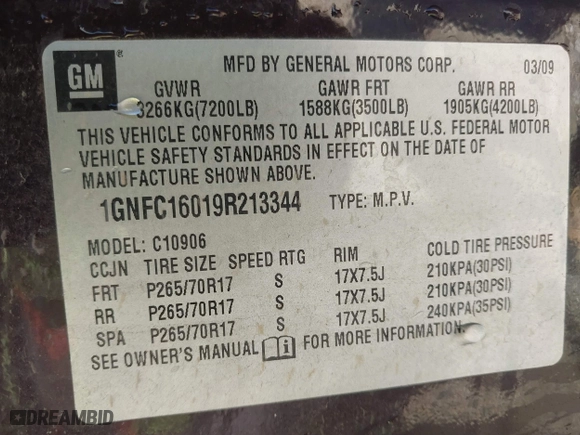 GM ®
MFD BY GENERAL MOTORS CORP. 03/09
GVWR GAWR FRT GAWR RR
3266KG(7200LB) 1588KG(3500LB) 1905KG(4200LB)
THIS VEHICLE CONFORMS TO ALL APPLICABLE U.S. FEDERAL MOTOR
VEHICLE SAFETY STANDARDS IN EFFECT ON THE DATE OF
MANUFACTURE SHOWN ABOVE.
1GNFC16019R213344 TYPE: M.P.V.
MODEL: C10906
CCJN TIRE SIZE SPEED RTG RIM COLD TIRE PRESSURE
FRT P265/70R17 S 17X7.5J 210KPA(30PSI)
RR P265/70R17 S 17X7.5J 210KPA(30PSI)
SPA P265/70R17 S 17X7.5J 240KPA(35PSI)
SEE OWNER'S MANUAL i FOR MORE INFORMATION.
DREAMBID